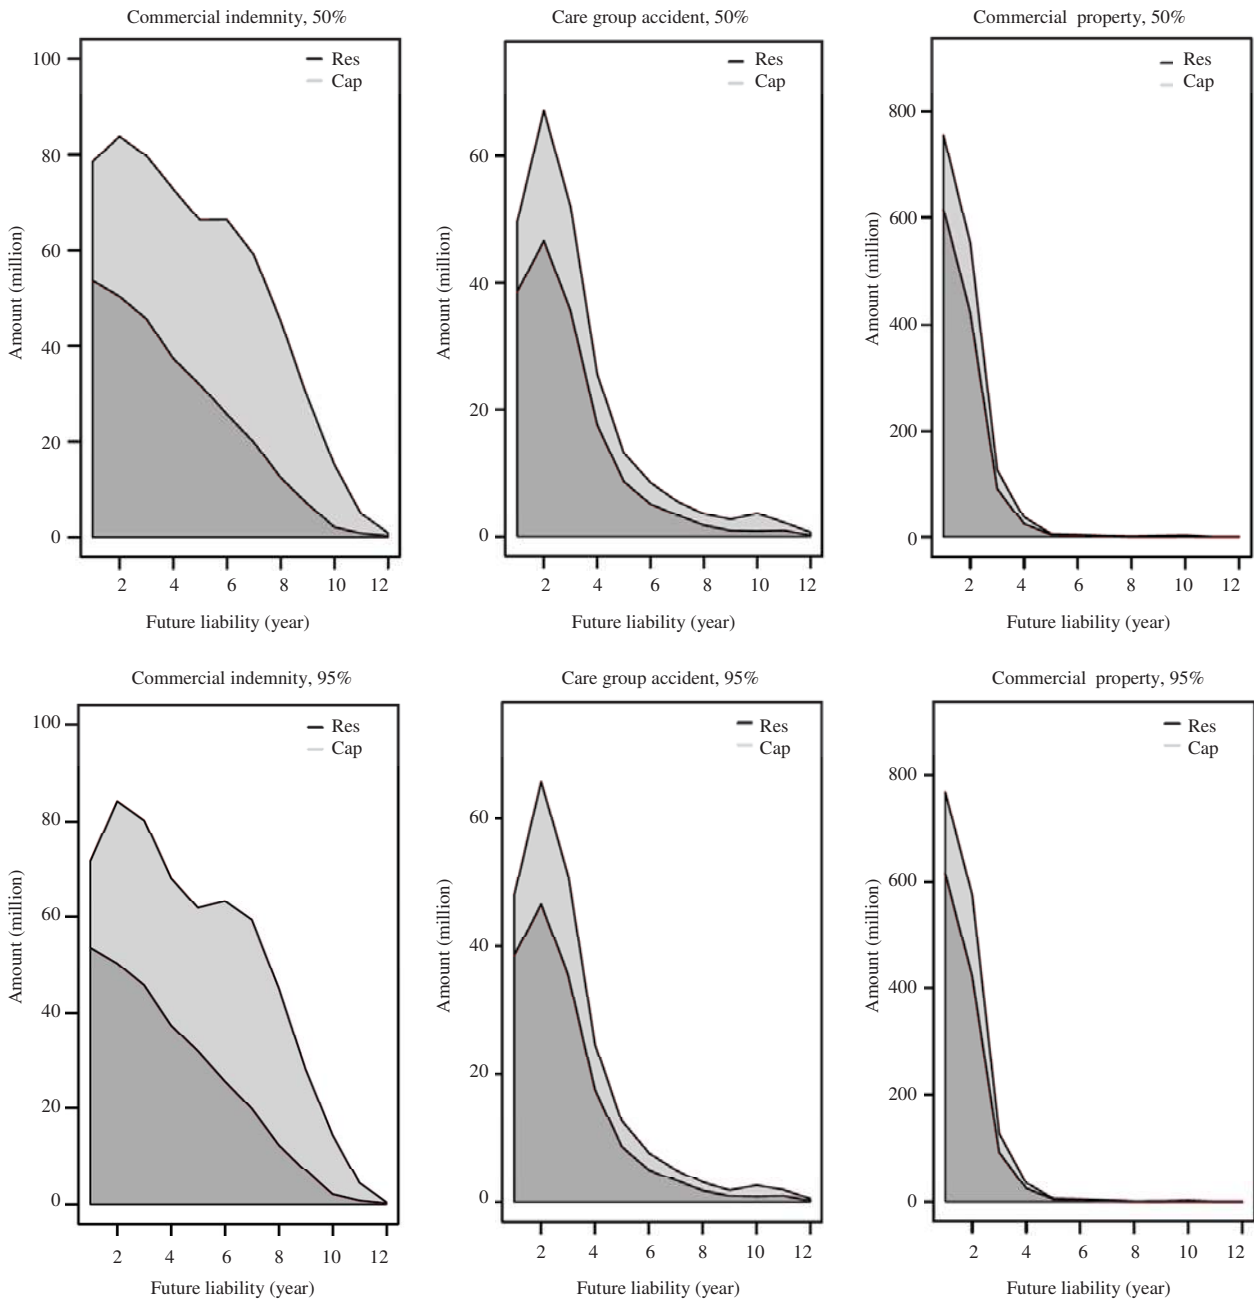 Commercial indemnity, 50%
Res
Cap
100
80
60
40
20
0
Amount (million)
2 4 6 8 10 12
Future liability (year)
Care group accident, 50%
Res
Cap
60
40
20
0
Amount (million)
2 4 6 8 10 12
Future liability (year)
Commercial property, 50%
Res
Cap
800
600
400
200
0
Amount (million)
2 4 6 8 10 12
Future liability (year)
Commercial indemnity, 95%
Res
Cap
100
80
60
40
20
0
Amount (million)
2 4 6 8 10 12
Future liability (year)
Care group accident, 95%
Res
Cap
60
40
20
0
Amount (million)
2 4 6 8 10 12
Future liability (year)
Commercial property, 95%
Res
Cap
800
600
400
200
0
Amount (million)
2 4 6 8 10 12
Future liability (year)